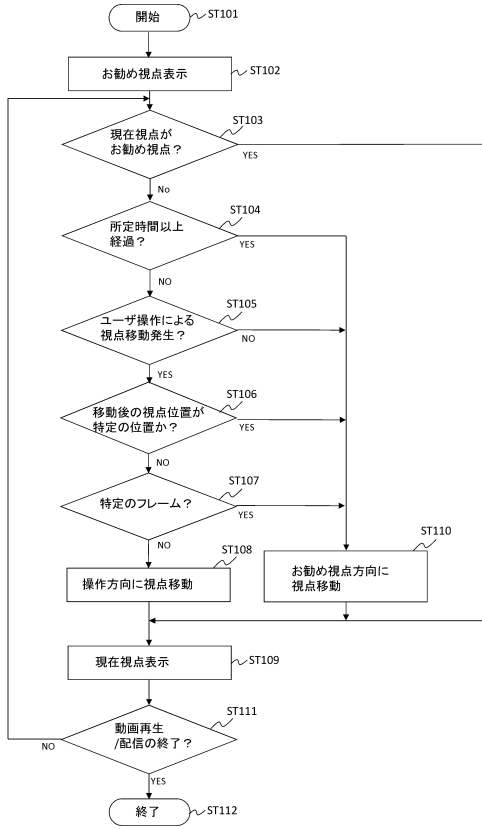 開始
ST101
お勧め視点表示
ST102
現在視点が
お勧め視点？
ST103
YES
No
所定時間以上
経過？
ST104
YES
NO
ユーザ操作による
視点移動発生？
ST105
NO
YES
移動後の視点位置が
特定の位置か？
ST106
YES
NO
特定のフレーム？
ST107
YES
NO
操作方向に視点移動
ST108
お勧め視点方向に
視点移動
ST110
現在視点表示
ST109
動画再生
/配信の終了？
ST111
NO
YES
終了
ST112